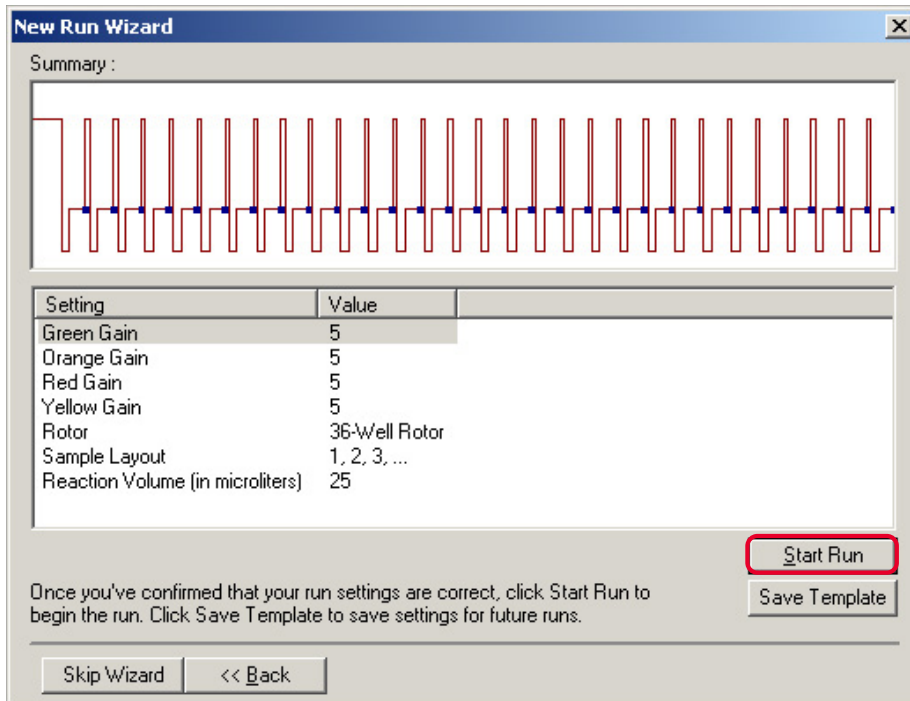 New Run Wizard
Summary :
Setting Value
Green Gain 5
Orange Gain 5
Red Gain 5
Yellow Gain 5
Rotor 36-Well Rotor
Sample Layout 1, 2, 3, ...
Reaction Volume (in microliters) 25
Start Run
Once you've confirmed that your run settings are correct, click Start Run to
begin the run. Click Save Template to save settings for future runs.
Save Template
Skip Wizard
<< Back